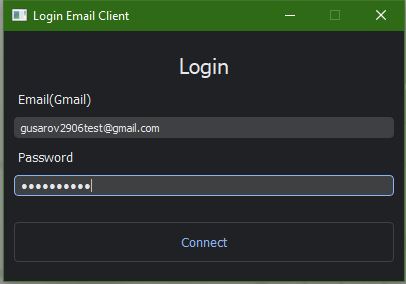 Login Email Client
Login
Email(Gmail)
gusarov2906test@gmail.com
Password
●●●●●●●●●●
Connect